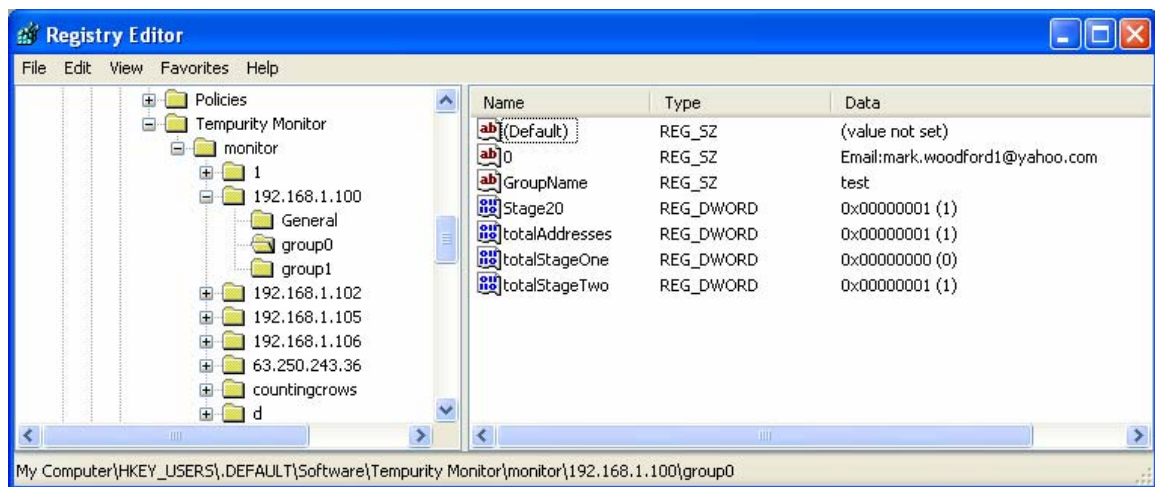 Registry Editor
File Edit View Favorites Help
Policies
Tempurity Monitor
monitor
1
192.168.1.100
General
group0
group1
192.168.1.102
192.168.1.105
192.168.1.106
63.250.243.36
countingcrows
d
Name Type Data
(Default) REG_SZ (value not set)
0 REG_SZ Email:mark.woodford1@yahoo.com
GroupName REG_SZ test
Stage20 REG_DWORD 0x00000001 (1)
totalAddresses REG_DWORD 0x00000001 (1)
totalStageOne REG_DWORD 0x00000000 (0)
totalStageTwo REG_DWORD 0x00000001 (1)
My Computer\HKEY_USERS\.DEFAULT\Software\Tempurity Monitor\monitor\192.168.1.100\group0